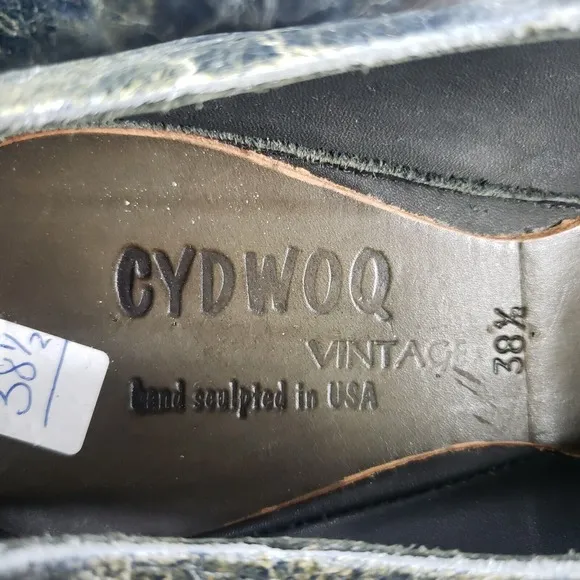 CYDWOQ
VINTAGE
hand sculpted in USA
38½
38½